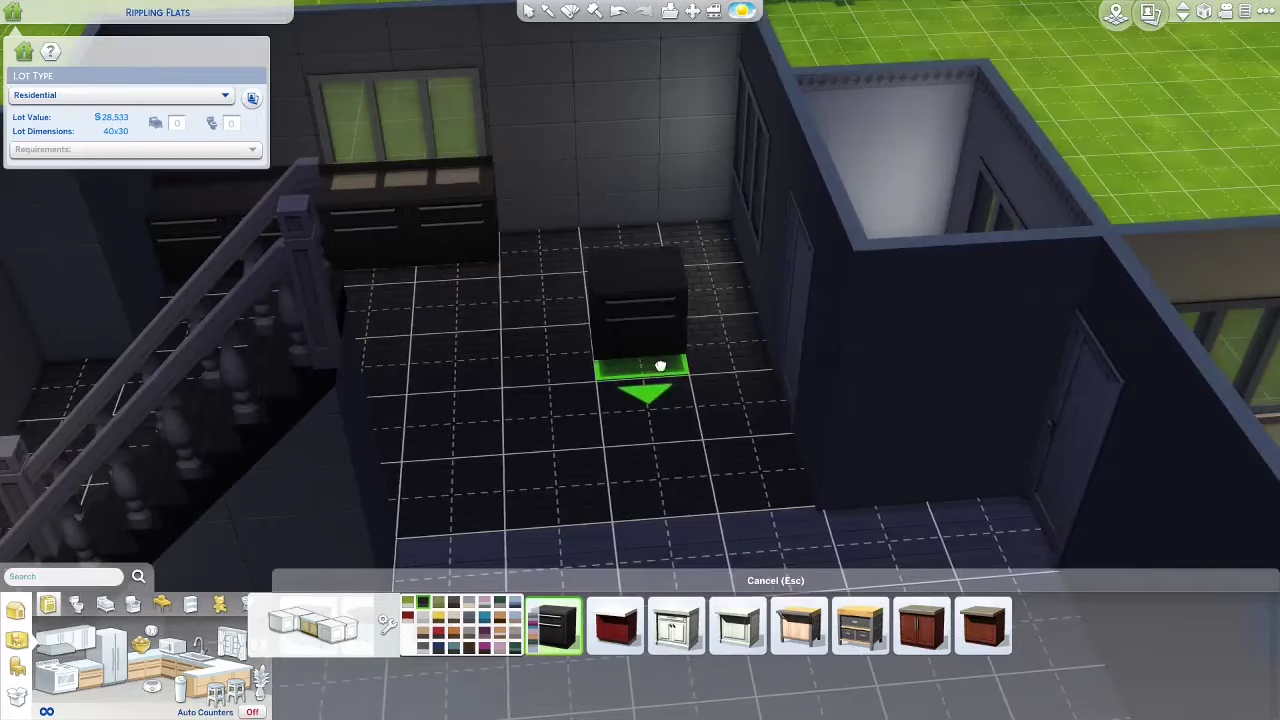 RIPPLING FLATS
?
LOT TYPE
Residential
Lot Value: §28,533
0
0
Lot Dimensions: 40x30
Requirements:
Cancel (Esc)
Search
Auto Counters Off